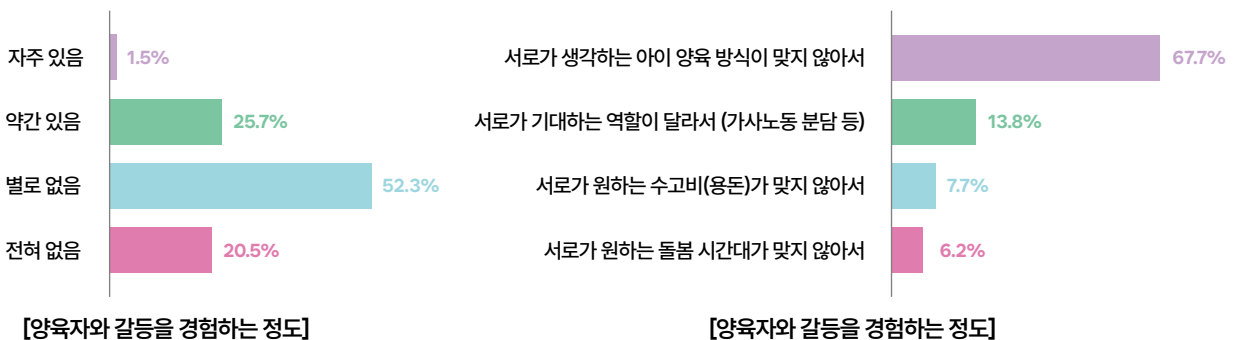 자주 있음 1.5%
약간 있음 25.7%
별로 없음 52.3%
전혀 없음 20.5%
[양육자와 갈등을 경험하는 정도]
서로가 생각하는 아이 양육 방식이 맞지 않아서 67.7%
서로가 기대하는 역할이 달라서 (가사노동 분담 등) 13.8%
서로가 원하는 수고비(용돈)가 맞지 않아서 7.7%
서로가 원하는 돌봄 시간대가 맞지 않아서 6.2%
[양육자와 갈등을 경험하는 정도]